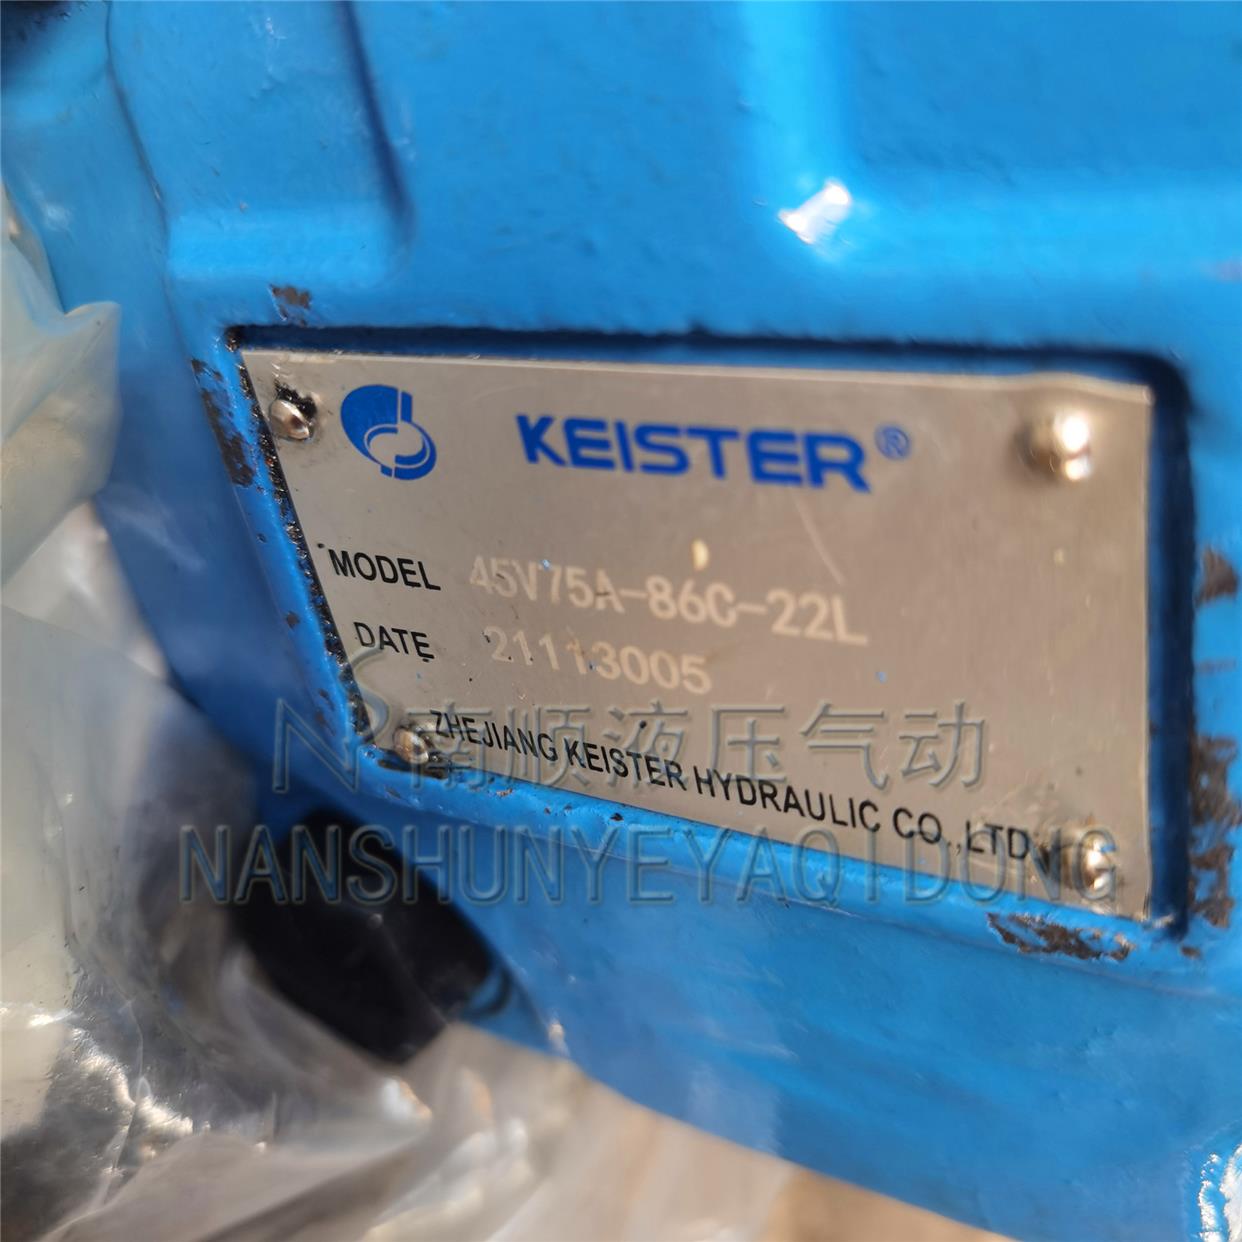 KEISTER®
MODEL 45V75A-86C-22L
DATE 21113005
ZHEJIANG KEISTER HYDRAULIC CO.,LTD
南顺液压气动
NANSHUNYEYAQIDONG